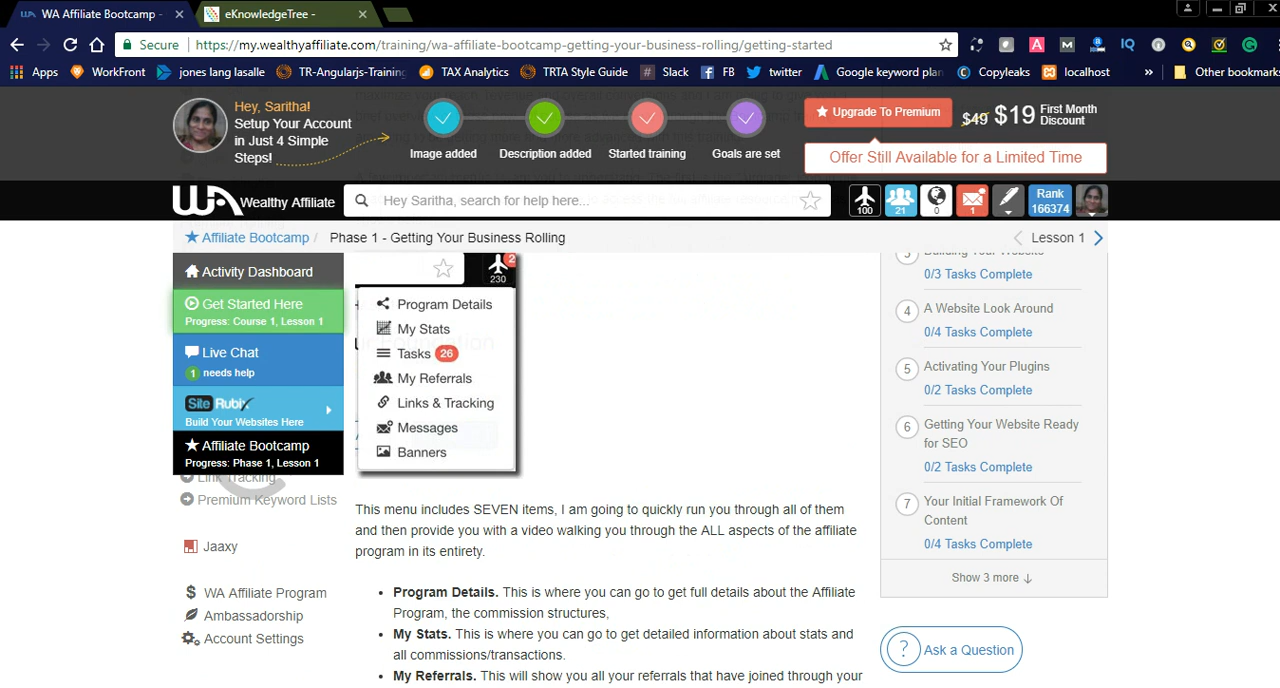 WA Affiliate Bootcamp -
eKnowledgeTree -
Secure
https://my.wealthyaffiliate.com/training/wa-affiliate-bootcamp-getting-your-business-rolling/getting-started
Apps WorkFront jones lang lasalle TR-Angularjs-Training TAX Analytics TRTA Style Guide Slack FB twitter Google keyword plan Copyleaks localhost » Other bookmarks
Hey, Saritha!
Setup Your Account
in Just 4 Simple
Steps!
Image added
Description added
Started training
Goals are set
Upgrade To Premium
$49 $19 First Month
Discount
Offer Still Available for a Limited Time
WA Wealthy Affiliate
Hey Saritha, search for help here...
100
21
0
1
Rank
166374
Affiliate Bootcamp / Phase 1 - Getting Your Business Rolling
Lesson 1
Activity Dashboard
Get Started Here
Progress: Course 1, Lesson 1
Live Chat
1 needs help
Site Rubix
Build Your Websites Here
Affiliate Bootcamp
Progress: Phase 1, Lesson 1
Link Tracking
Premium Keyword Lists
Jaaxy
WA Affiliate Program
Ambassadorship
Account Settings
2
230
Program Details
My Stats
Tasks 26
My Referrals
Links & Tracking
Messages
Banners
This menu includes SEVEN items, I am going to quickly run you through all of them
and then provide you with a video walking you through the ALL aspects of the affiliate
program in its entirety.
• Program Details. This is where you can go to get full details about the Affiliate
Program, the commission structures,
• My Stats. This is where you can go to get detailed information about stats and
all commissions/transactions.
• My Referrals. This will show you all your referrals that have joined through your
Building Your Website
0/3 Tasks Complete
4 A Website Look Around
0/4 Tasks Complete
5 Activating Your Plugins
0/2 Tasks Complete
6 Getting Your Website Ready
for SEO
0/2 Tasks Complete
7 Your Initial Framework Of
Content
0/4 Tasks Complete
Show 3 more ↓
? Ask a Question